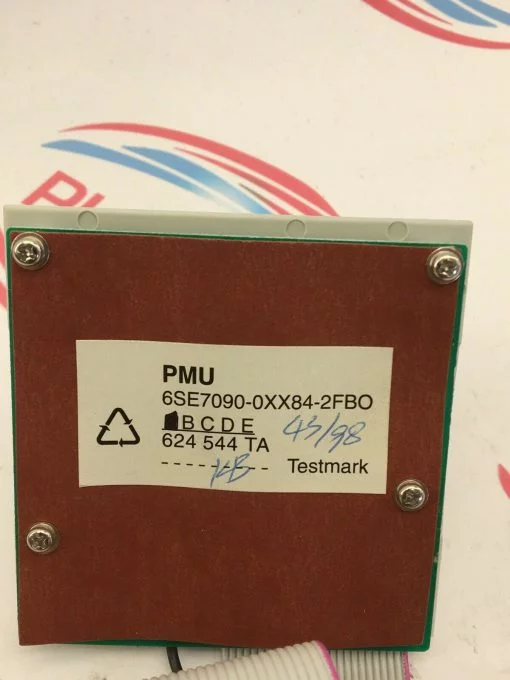 PMU
6SE7090-0XX84-2FBO
BCDE 45/98
624 544 TA
------- Testmark